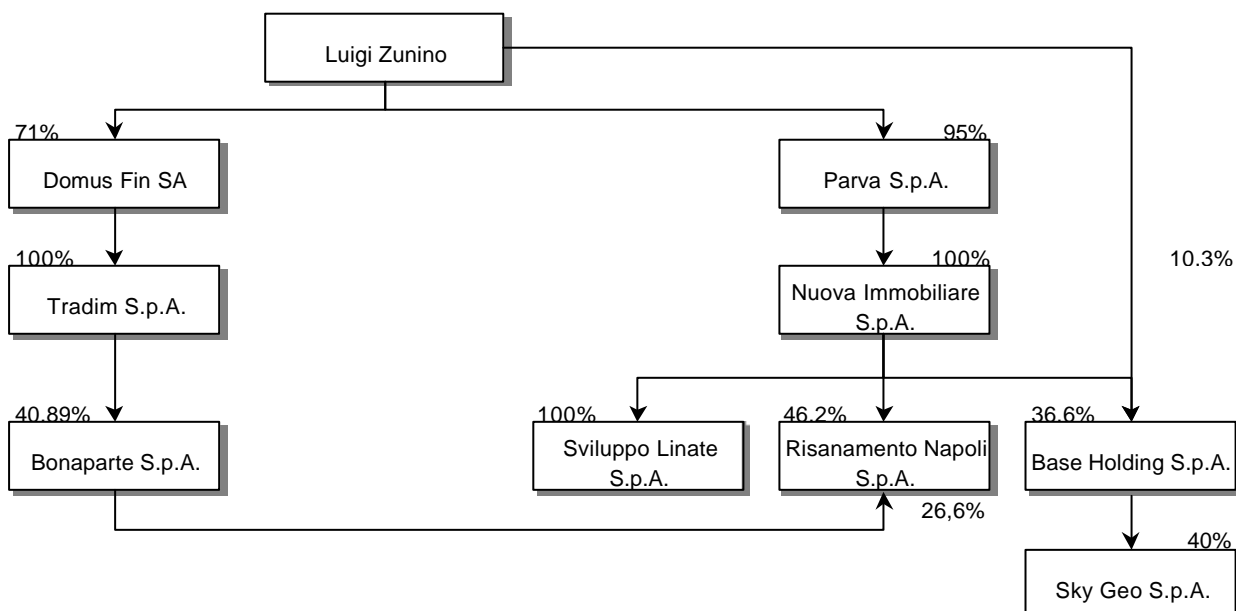 Luigi Zunino
71%
95%
Domus Fin SA
Parva S.p.A.
100%
100%
10.3%
Tradim S.p.A.
Nuova Immobiliare
S.p.A.
40,89%
100%
46,2%
36,6%
Bonaparte S.p.A.
Sviluppo Linate
S.p.A.
Risanamento Napoli
S.p.A.
Base Holding S.p.A.
26,6%
40%
Sky Geo S.p.A.